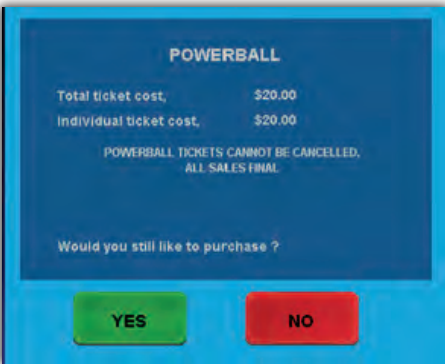 POWERBALL
Total ticket cost, $20.00
Individual ticket cost, $20.00
POWERBALL TICKETS CANNOT BE CANCELLED,
ALL SALES FINAL
Would you still like to purchase ?
YES NO